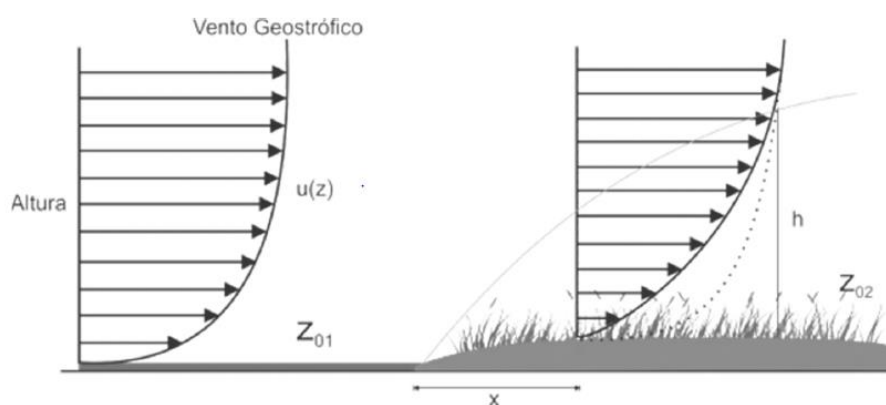 Vento Geostrófico
Altura
u(z)
Z01
h
Z02
x